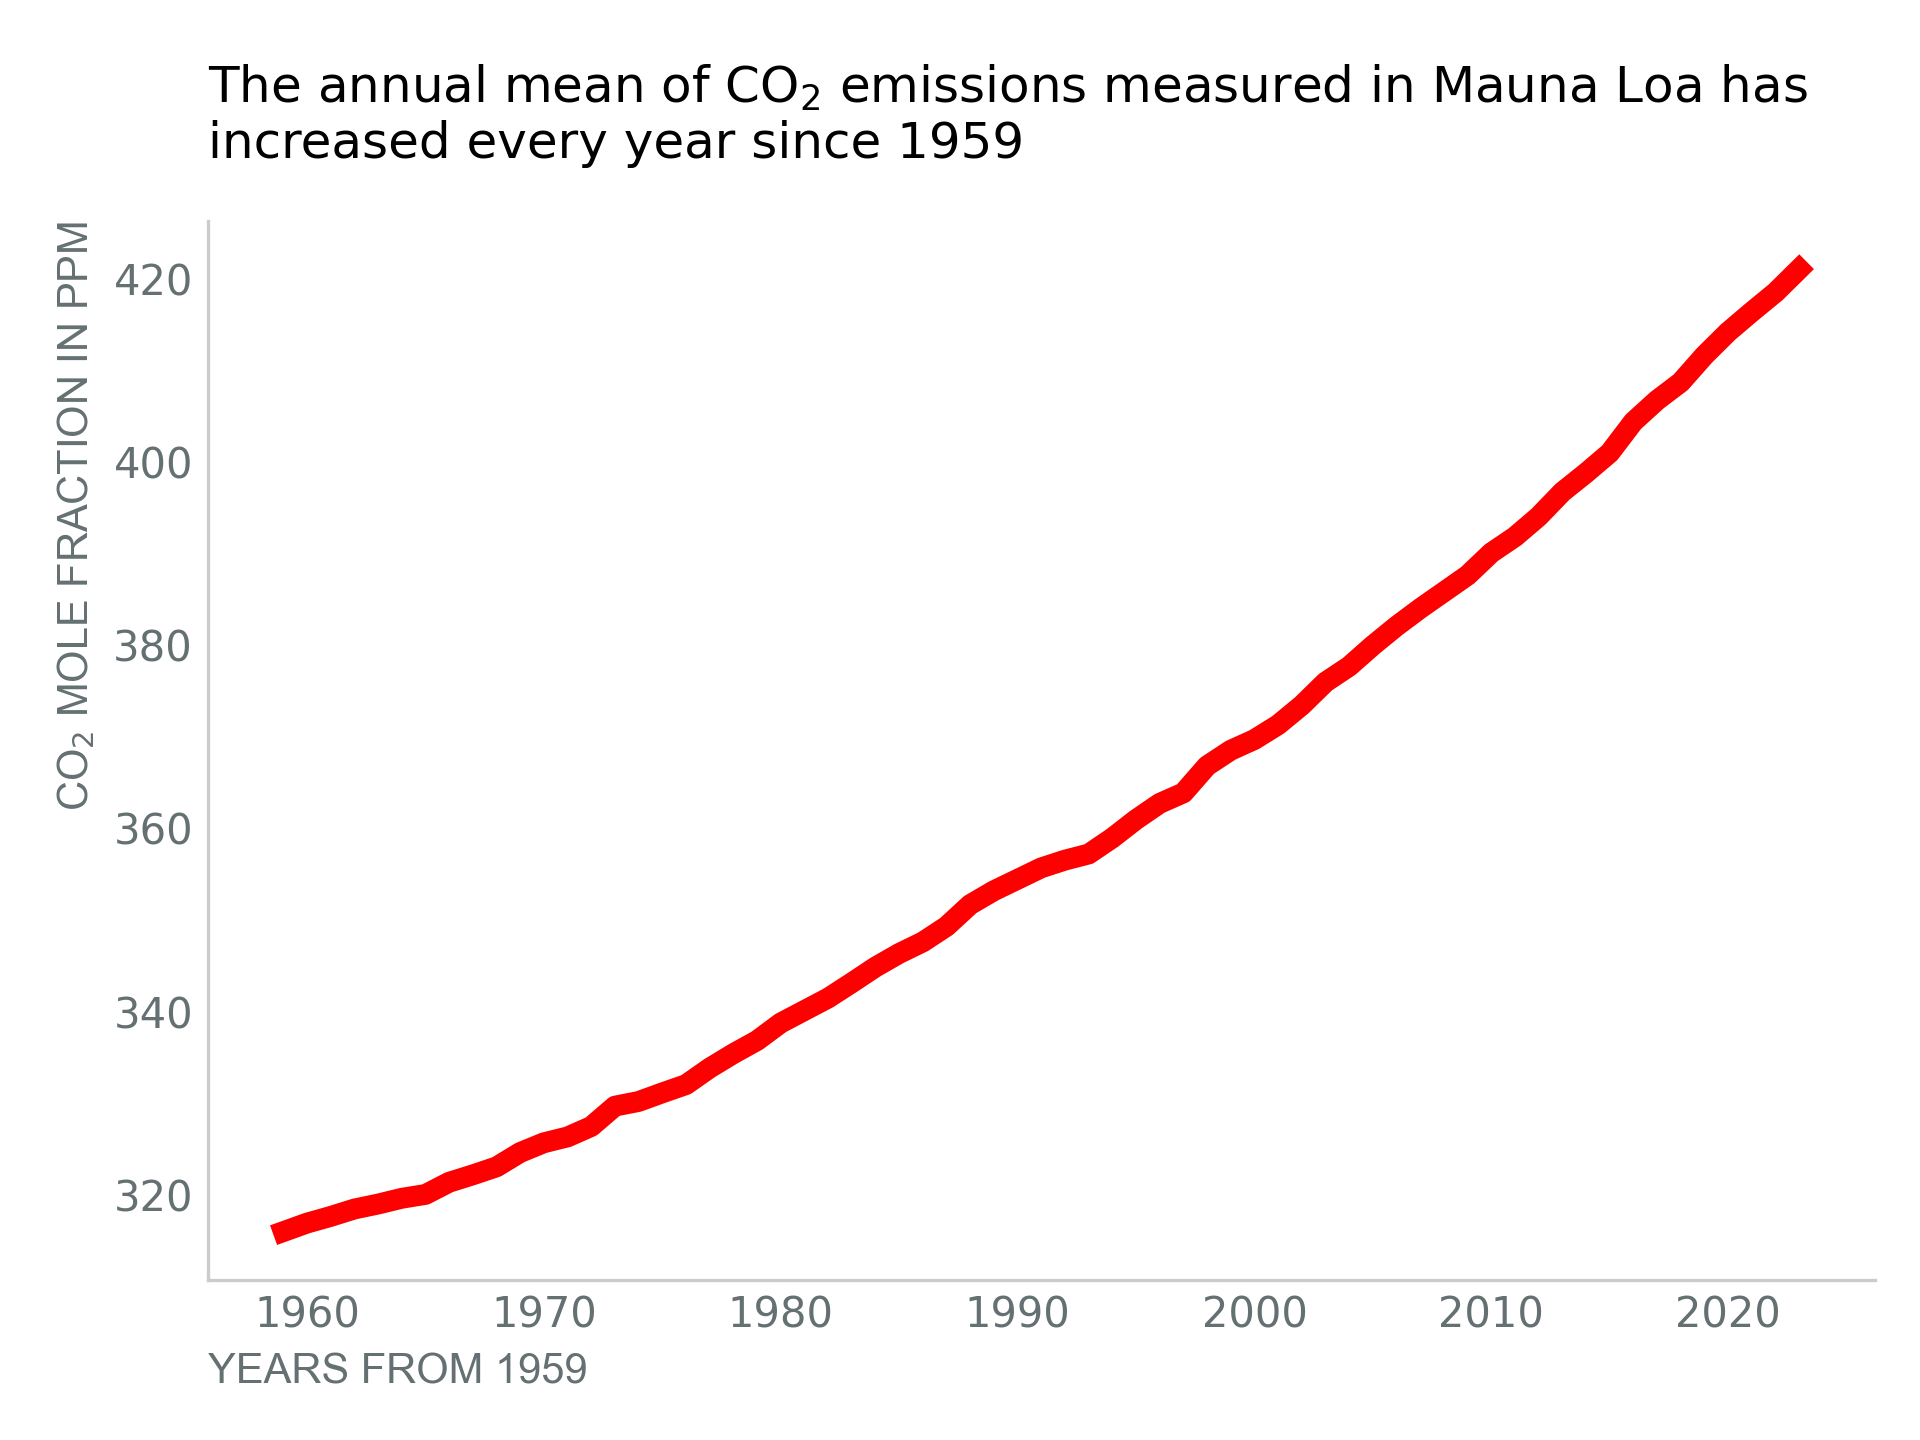 The annual mean of CO₂ emissions measured in Mauna Loa has
increased every year since 1959
CO₂ MOLE FRACTION IN PPM
420
400
380
360
340
320
1960 1970 1980 1990 2000 2010 2020
YEARS FROM 1959